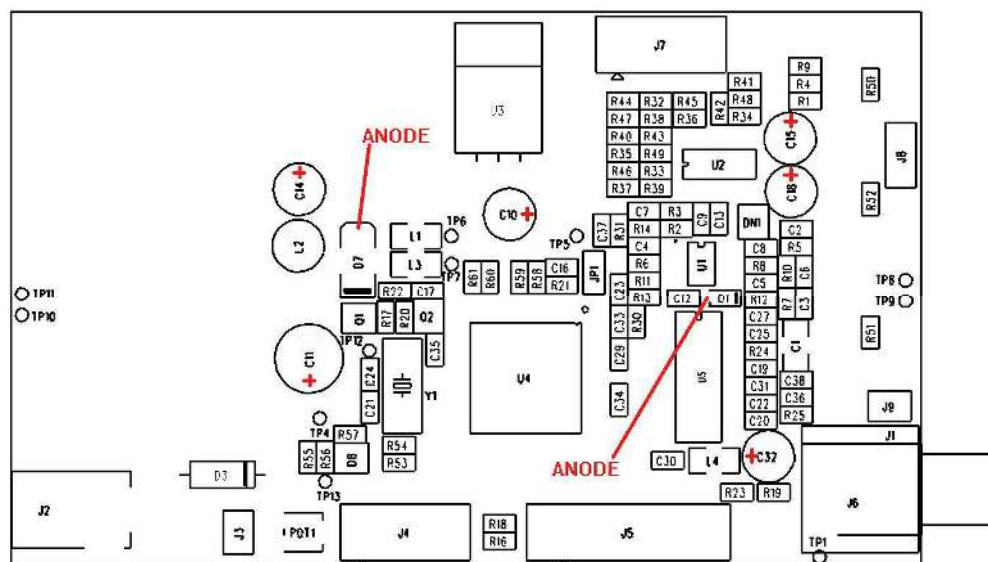 J7
R41
R9
R4
R1
R50
U3
R44 R32 R45
R42
R48
R47 R38 R36
R34
ANODE
R40 R43
R35 R49
R46 R33
R37 R39
U2
C15
J8
C14
C18
R52
C10
C7 R3
C9
C13
DN1
L2
D7
L1
TP6
TP5
C37
R31
R14 R2
C2
R5
C4
C8
L3
TP7
R61
R60
R59
R58
C16
R21
JP1
R6
U1
R8
R10
C6
TP8
TP11
R22 C17
C23
R11
R13
C5
C12
D1
R12
R7
C3
TP9
TP10
Q1
R17
R20
Q2
C33
R30
C27
R51
TP12
C35
C25
C1
C11
C29
R24
C24
Y1
U4
U5
C19
C31
C38
C21
C34
C22
C36
J9
TP4
R57
C20
R25
R55
R56
D8
R54
R53
J1
ANODE
C30
L4
C32
D3
TP13
R23 R19
J2
J3
POT1
J4
R18
R16
J5
J6
TP1